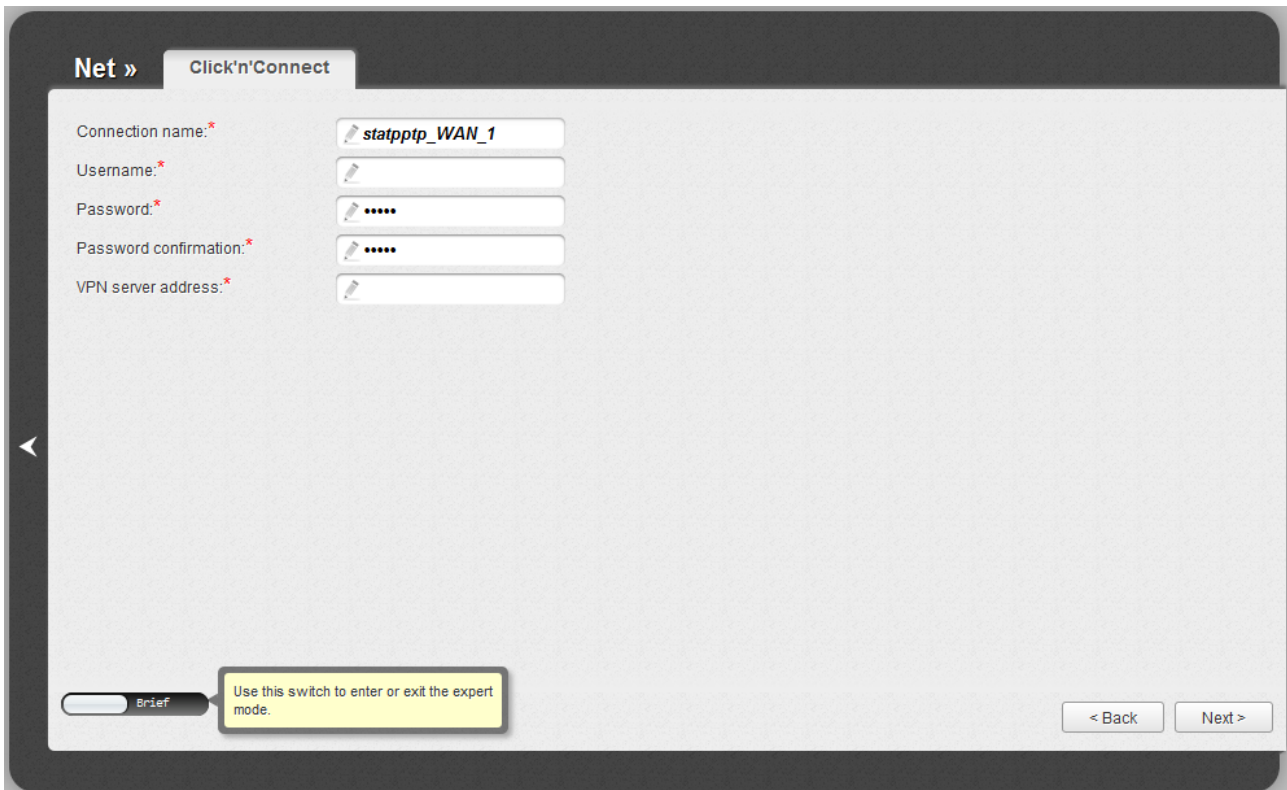 Net » Click'n'Connect
Connection name:* statpptp_WAN_1
Username:*
Password:* •••••
Password confirmation:* •••••
VPN server address:*
Brief
Use this switch to enter or exit the expert
mode.
< Back Next >